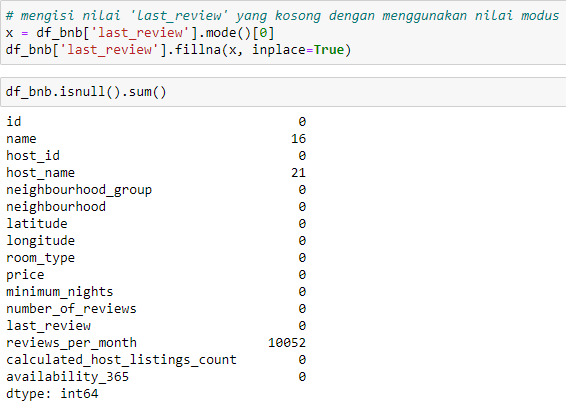 # mengisi nilai 'last_review' yang kosong dengan menggunakan nilai modus
x = df_bnb['last_review'].mode()[0]
df_bnb['last_review'].fillna(x, inplace=True)
df_bnb.isnull().sum()
id 0
name 16
host_id 0
host_name 21
neighbourhood_group 0
neighbourhood 0
latitude 0
longitude 0
room_type 0
price 0
minimum_nights 0
number_of_reviews 0
last_review 0
reviews_per_month 10052
calculated_host_listings_count 0
availability_365 0
dtype: int64